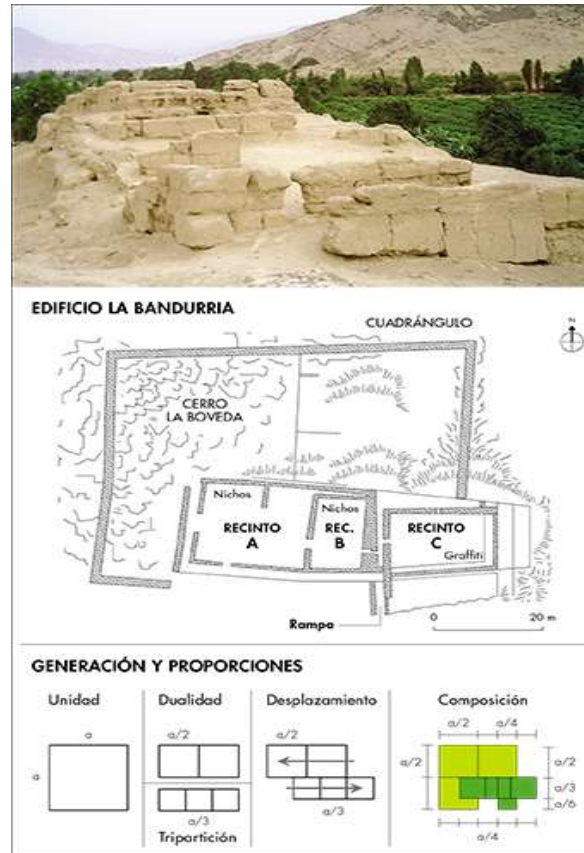 EDIFICIO LA BANDURRIA
CUADRÁNGULO
N
CERRO
LA BOVEDA
Nichos
Nichos
RECINTO
A
REC.
B
RECINTO
C
Graffiti
Rampa
0 20 m
GENERACIÓN Y PROPORCIONES
Unidad
Dualidad
Desplazamiento
Composición
a
a
a/2
a/3
Tripartición
a/2
a/3
a/2
a/4
a/2
a/2
a/3
a/6
a/4